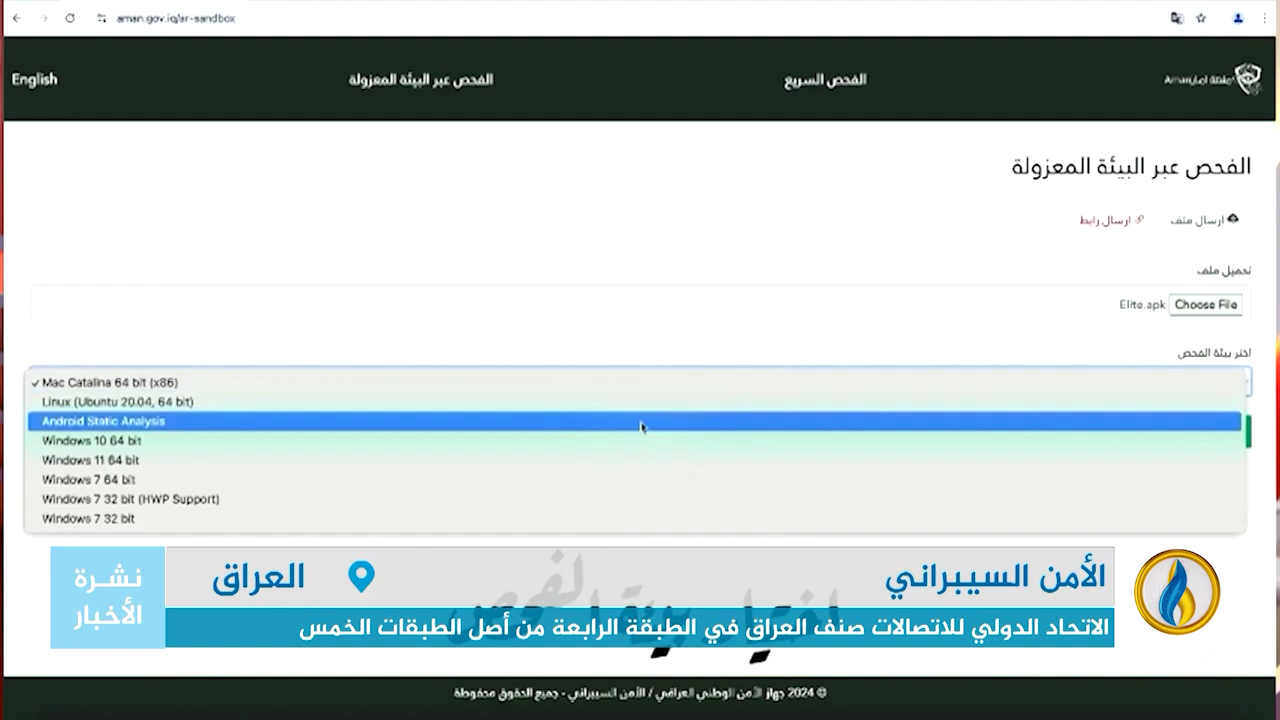 aman.gov.iq/ar-sandbox
English
الفحص عبر البيئة المعزولة
الفحص السريع
الفحص عبر البيئة المعزولة
ارسال ملف
ارسال رابط
تحميل ملف
Choose File
Elite.apk
اختر بيئة الفحص
Mac Catalina 64 bit (x86)
Linux (Ubuntu 20.04, 64 bit)
Android Static Analysis
Windows 10 64 bit
Windows 11 64 bit
Windows 7 64 bit
Windows 7 32 bit (HWP Support)
Windows 7 32 bit
الأمن السيبراني
العراق
نشرة
الأخبار
الاتحاد الدولي للاتصالات صنف العراق في الطبقة الرابعة من أصل الطبقات الخمس
© 2024 جهاز الأمن الوطني العراقي / الأمن السيبراني - جميع الحقوق محفوظة